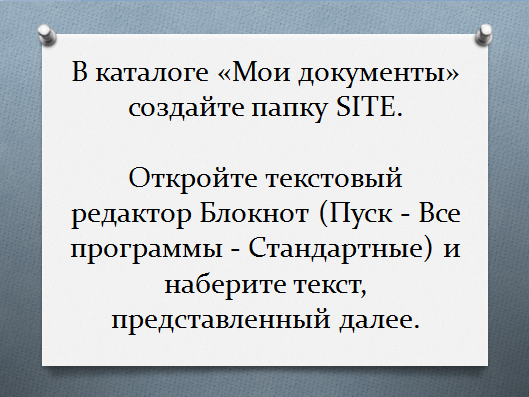 В каталоге «Мои документы»
создайте папку SITE.
Откройте текстовый
редактор Блокнот (Пуск - Все
программы - Стандартные) и
наберите текст,
представленный далее.